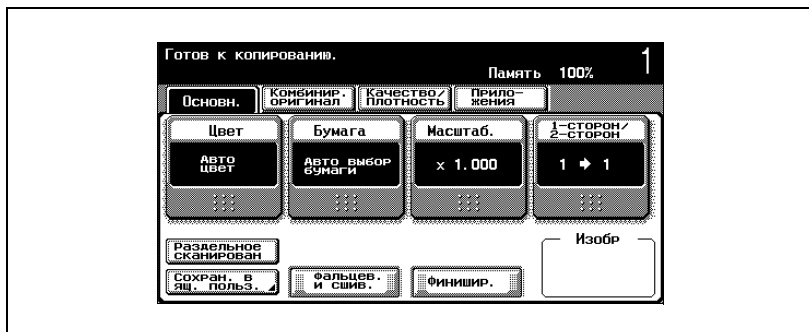 Готов к копированию.
1
Память 100%
Основн.
Комбинир.
оригинал
Качество/
Плотность
Прило-
жения
Цвет
Бумага
Масштаб.
1-сторон/
2-сторон
Авто
цвет
Авто выбор
бумаги
x 1.000
1 → 1
Раздельное
сканирован
Изобр
Сохран. в
ящ. польз.
Фальцев.
и сшив.
Финишир.